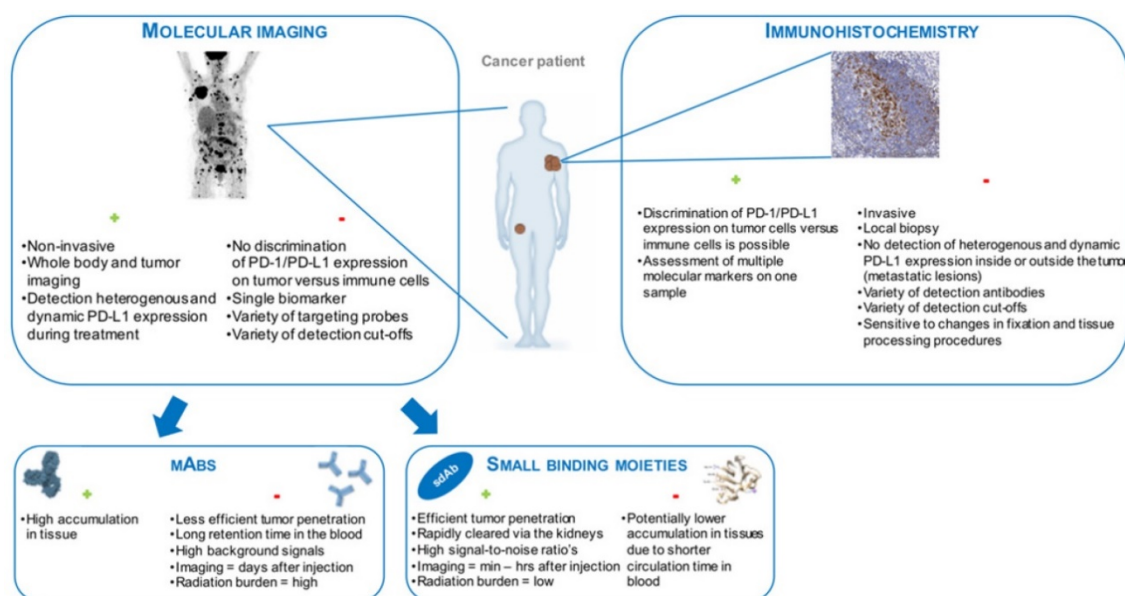 MOLECULAR IMAGING
+
-
•Non-invasive
•Whole body and tumor
imaging
•Detection heterogenous and
dynamic PD-L1 expression
during treatment
•No discrimination
of PD-1/PD-L1 expression
on tumor versus immune cells
•Single biomarker
•Variety of targeting probes
•Variety of detection cut-offs
Cancer patient
IMMUNOHISTOCHEMISTRY
+
-
•Discrimination of PD-1/PD-L1
expression on tumor cells versus
immune cells is possible
•Assessment of multiple
molecular markers on one
sample
•Invasive
•Local biopsy
•No detection of heterogenous and dynamic
PD-L1 expression inside or outside the tumor
(metastatic lesions)
•Variety of detection antibodies
•Variety of detection cut-offs
•Sensitive to changes in fixation and tissue
processing procedures
MABS
+
-
•High accumulation
in tissue
•Less efficient tumor penetration
•Long retention time in the blood
•High background signals
•Imaging = days after injection
•Radiation burden = high
sdAb
SMALL BINDING MOIETIES
+
-
•Efficient tumor penetration
•Rapidly cleared via the kidneys
•High signal-to-noise ratio's
•Imaging = min – hrs after injection
•Radiation burden = low
•Potentially lower
accumulation in tissues
due to shorter
circulation time in
blood